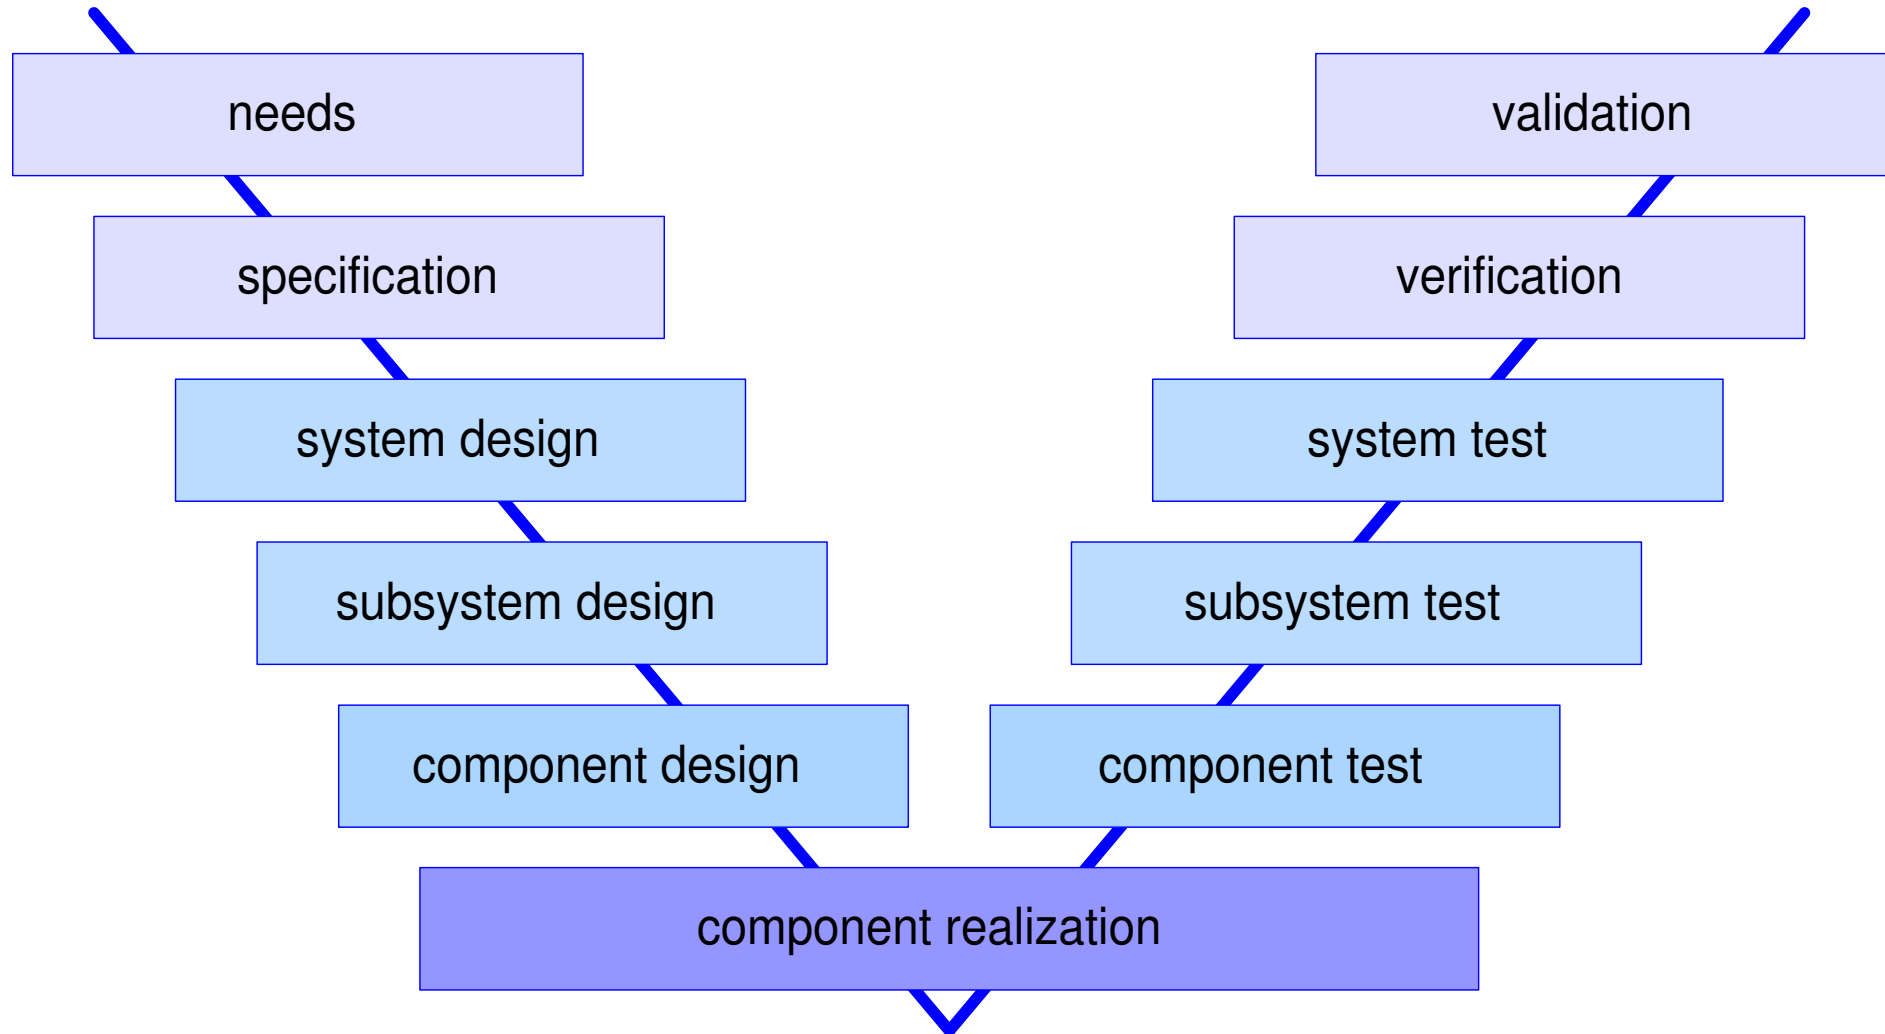 needs
validation
specification
verification
system design
system test
subsystem design
subsystem test
component design
component test
component realization